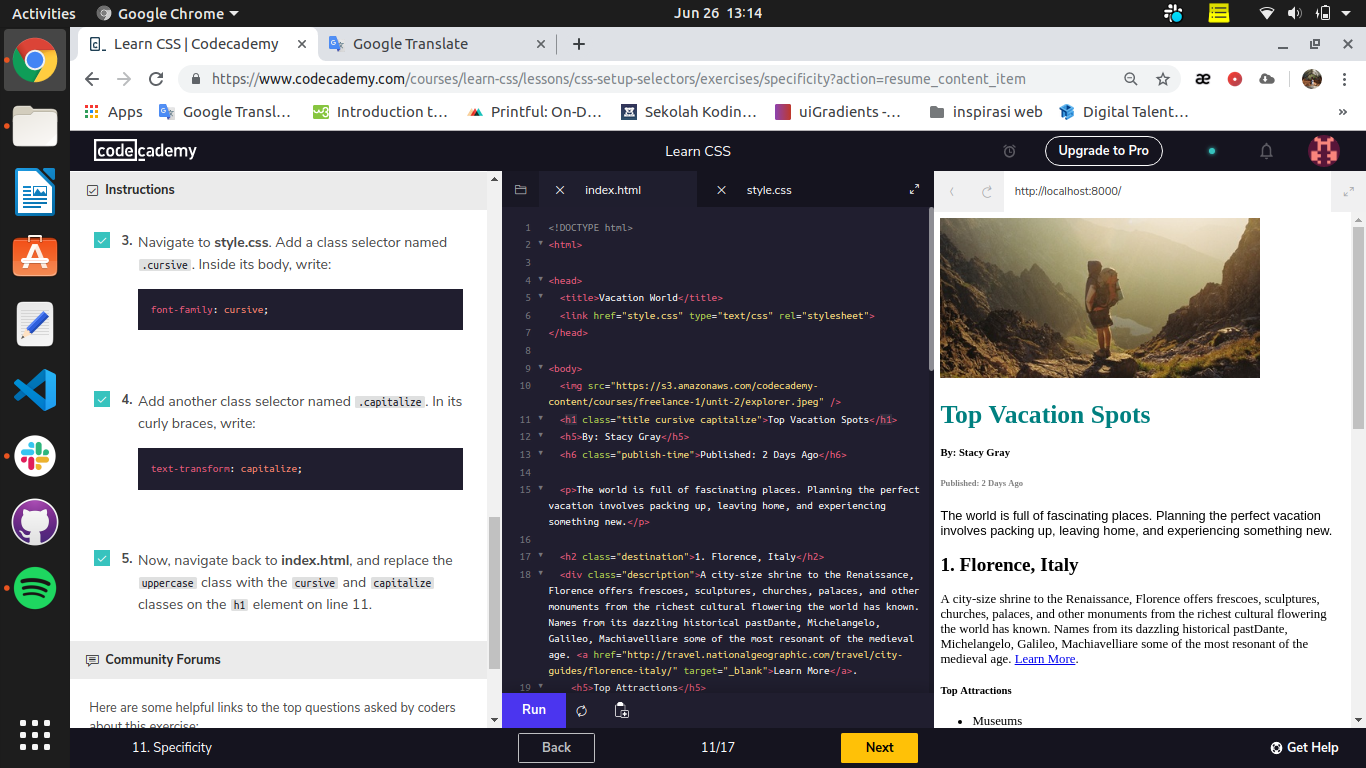 Activities
Google Chrome
Jun 26 13:14
Learn CSS | Codecademy
Google Translate
https://www.codecademy.com/courses/learn-css/lessons/css-setup-selectors/exercises/specificity?action=resume_content_item
Apps
Google Transl…
Introduction t…
Printful: On-D…
Sekolah Kodin…
uiGradients -…
inspirasi web
Digital Talent…
»
codecademy
Learn CSS
Upgrade to Pro
Instructions
3. Navigate to style.css. Add a class selector named
.cursive. Inside its body, write:
font-family: cursive;
4. Add another class selector named .capitalize. In its
curly braces, write:
text-transform: capitalize;
5. Now, navigate back to index.html, and replace the
uppercase class with the cursive and capitalize
classes on the h1 element on line 11.
Community Forums
Here are some helpful links to the top questions asked by coders
about this exercise:
index.html
style.css
1 <!DOCTYPE html>
2 <html>
3
4 <head>
5 <title>Vacation World</title>
6 <link href="style.css" type="text/css" rel="stylesheet">
7 </head>
8
9 <body>
10 <img src="https://s3.amazonaws.com/codecademy-
content/courses/freelance-1/unit-2/explorer.jpeg" />
11 <h1 class="title cursive capitalize">Top Vacation Spots</h1>
12 <h5>By: Stacy Gray</h5>
13 <h6 class="publish-time">Published: 2 Days Ago</h6>
14
15 <p>The world is full of fascinating places. Planning the perfect
vacation involves packing up, leaving home, and experiencing
something new.</p>
16
17 <h2 class="destination">1. Florence, Italy</h2>
18 <div class="description">A city-size shrine to the Renaissance,
Florence offers frescoes, sculptures, churches, palaces, and other
monuments from the richest cultural flowering the world has known.
Names from its dazzling historical pastDante, Michelangelo,
Galileo, Machiavelliare some of the most resonant of the medieval
age. <a href="http://travel.nationalgeographic.com/travel/city-
guides/florence-italy/" target="_blank">Learn More</a>.
19 <h5>Top Attractions</h5>
Run
http://localhost:8000/
Top Vacation Spots
By: Stacy Gray
Published: 2 Days Ago
The world is full of fascinating places. Planning the perfect vacation
involves packing up, leaving home, and experiencing something new.
1. Florence, Italy
A city-size shrine to the Renaissance, Florence offers frescoes, sculptures,
churches, palaces, and other monuments from the richest cultural flowering
the world has known. Names from its dazzling historical pastDante,
Michelangelo, Galileo, Machiavelliare some of the most resonant of the
medieval age. Learn More.
Top Attractions
• Museums
11. Specificity
Back
11/17
Next
Get Help